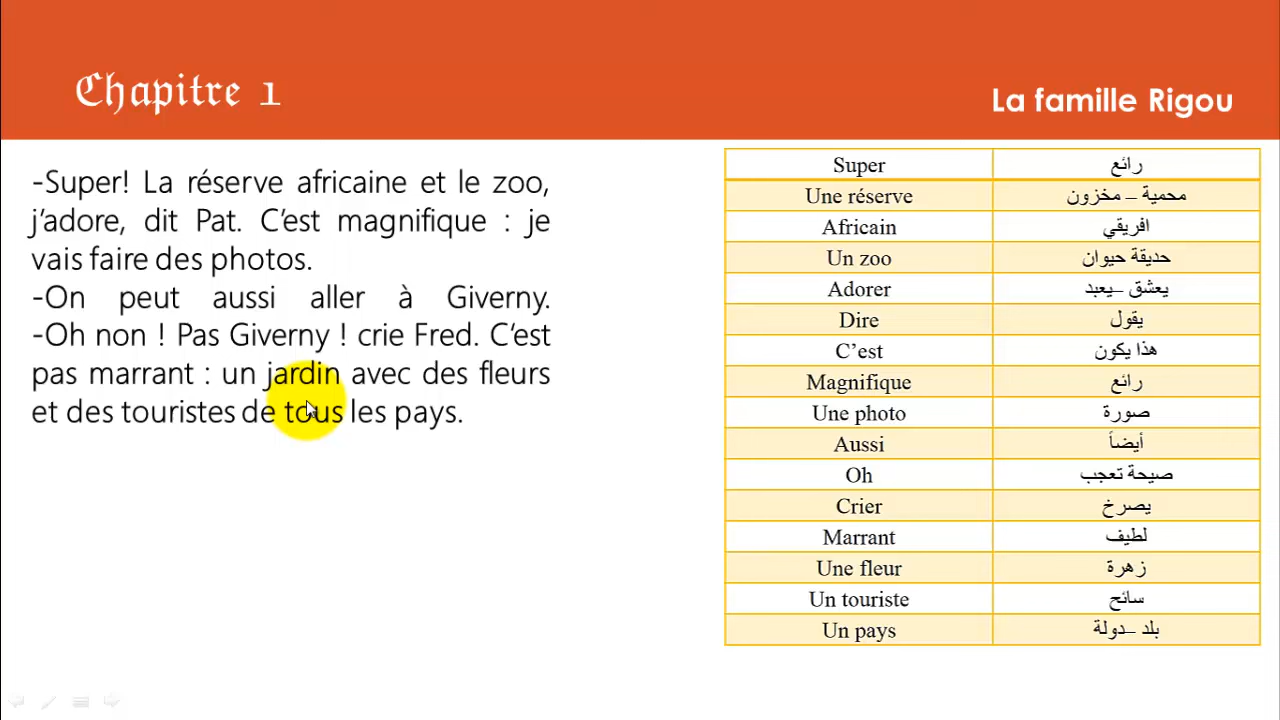 Chapitre 1
La famille Rigou
-Super! La réserve africaine et le zoo,
j’adore, dit Pat. C’est magnifique : je
vais faire des photos.
-On peut aussi aller à Giverny.
-Oh non ! Pas Giverny ! crie Fred. C’est
pas marrant : un jardin avec des fleurs
et des touristes de tous les pays.
Super رائع
Une réserve محمية – مخزون
Africain افريقي
Un zoo حديقة حيوان
Adorer يعشق –يعبد
Dire يقول
C’est هذا يكون
Magnifique رائع
Une photo صورة
Aussi أيضاً
Oh صيحة تعجب
Crier يصرخ
Marrant لطيف
Une fleur زهرة
Un touriste سائح
Un pays بلد –دولة